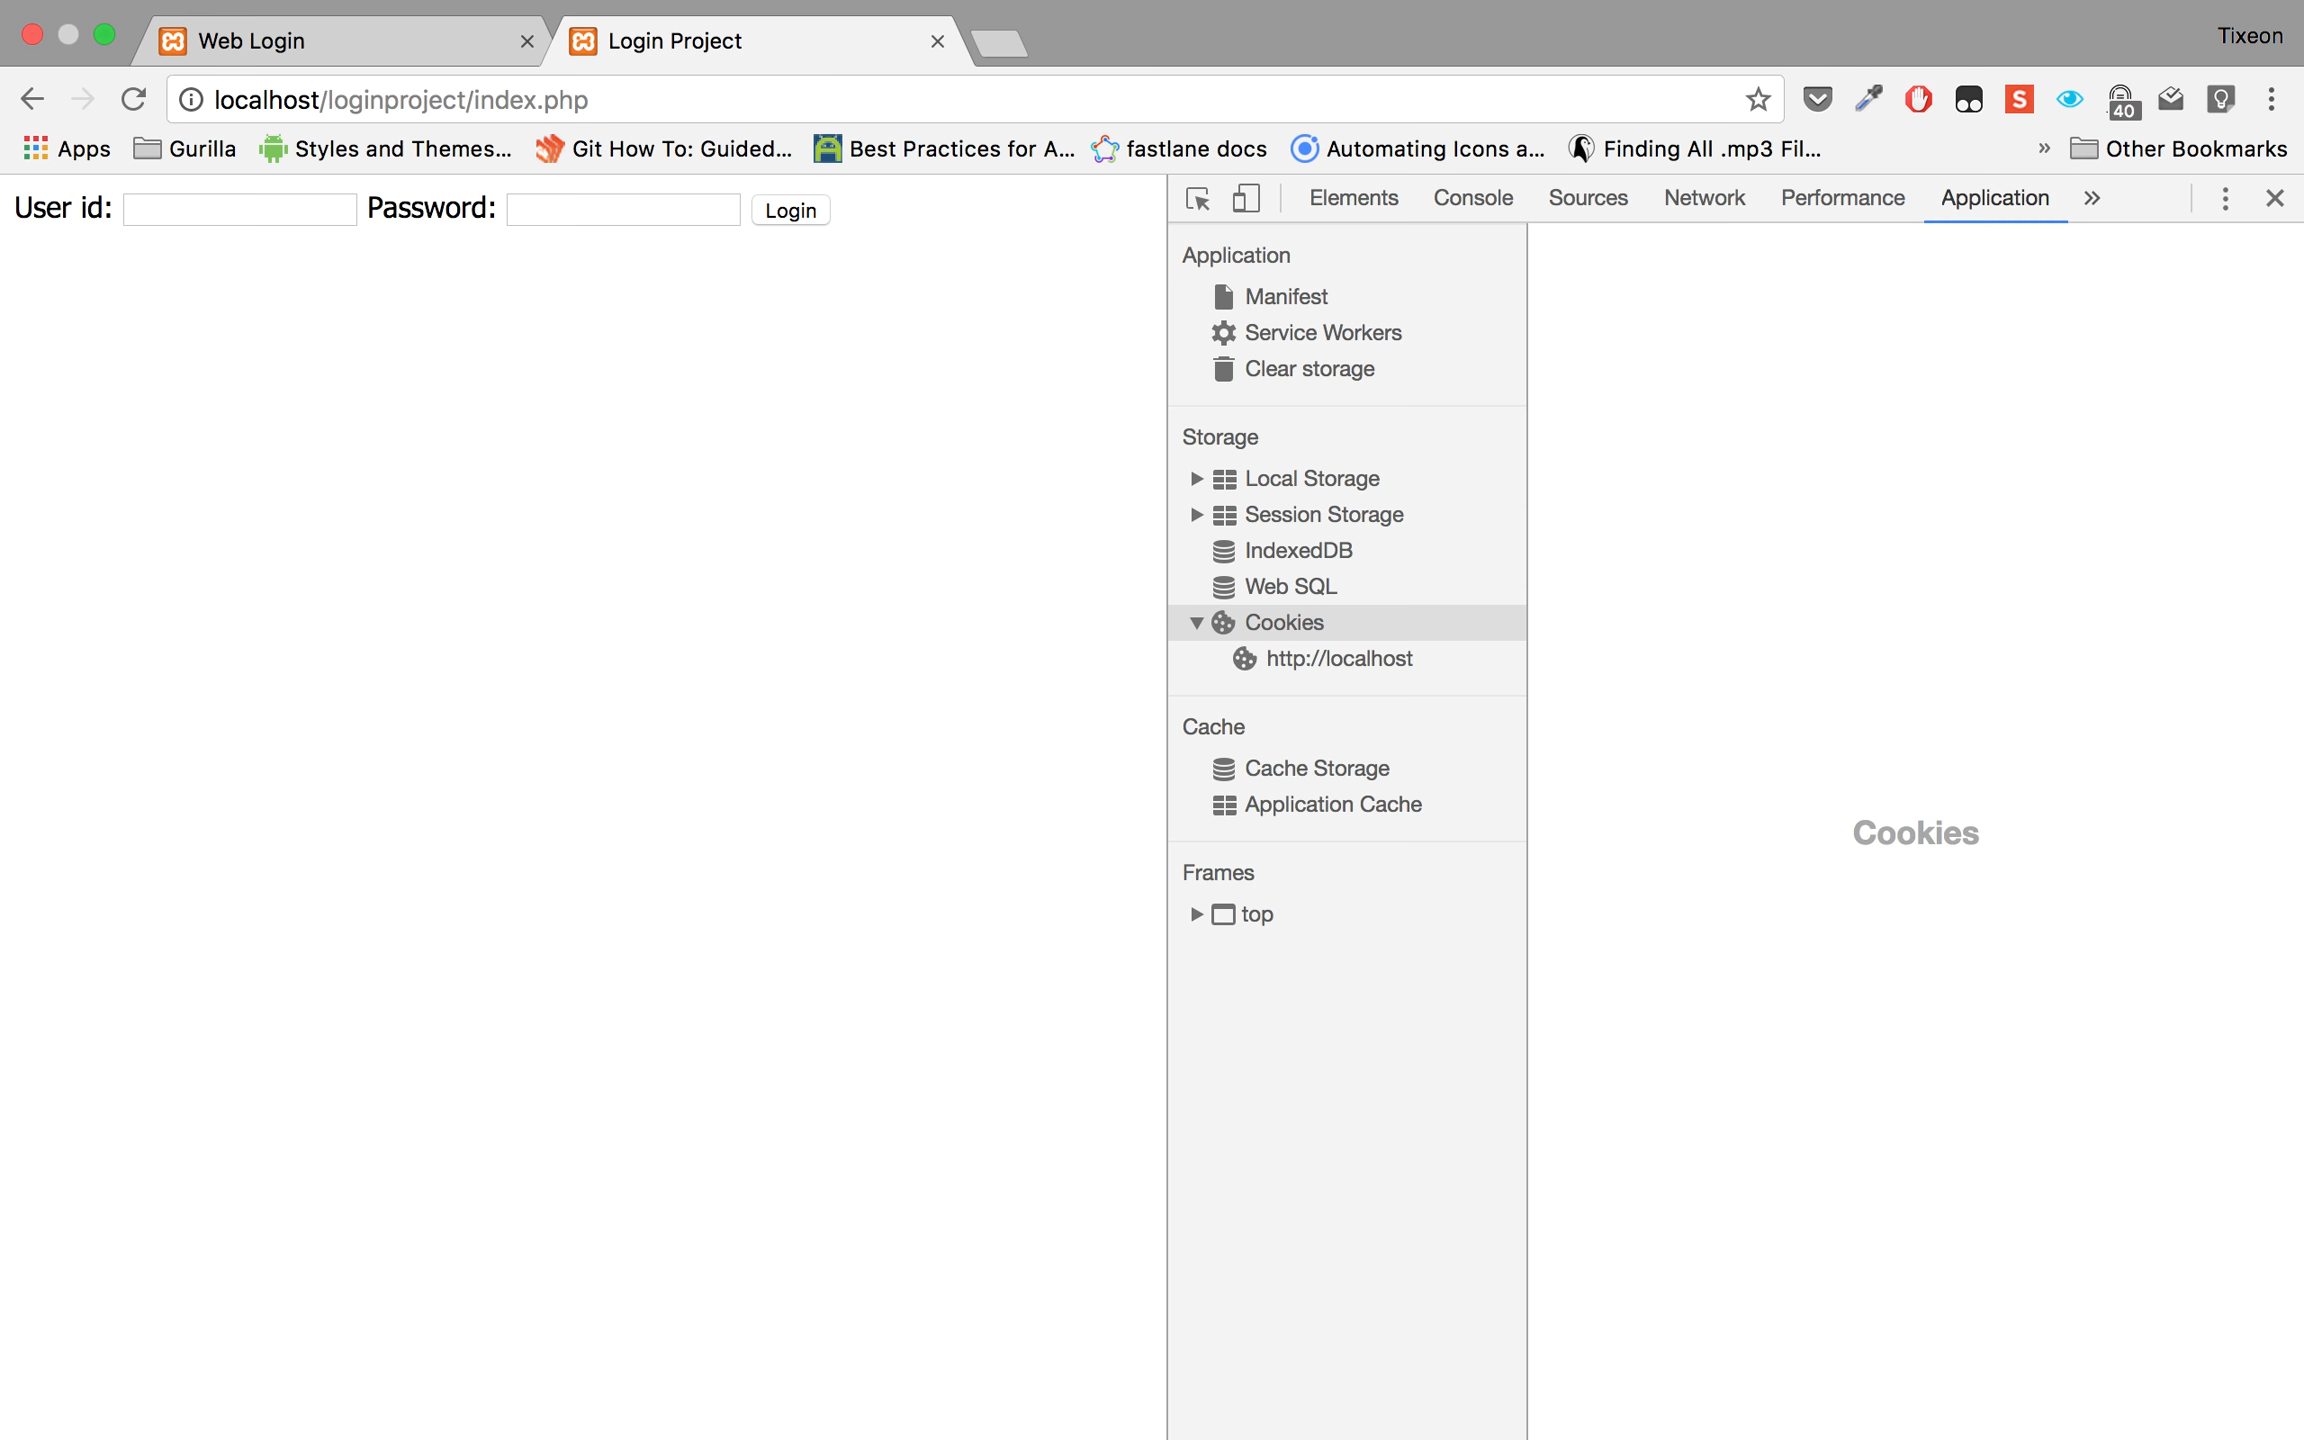 Web Login
Login Project
Tixeon
localhost/loginproject/index.php
S
40
Apps
Gurilla
Styles and Themes...
Git How To: Guided...
Best Practices for A...
fastlane docs
Automating Icons a...
Finding All .mp3 Fil...
»
Other Bookmarks
User id:
Password:
Login
Elements
Console
Sources
Network
Performance
Application
»
Application
Manifest
Service Workers
Clear storage
Storage
Local Storage
Session Storage
IndexedDB
Web SQL
Cookies
http://localhost
Cache
Cache Storage
Application Cache
Frames
top
Cookies